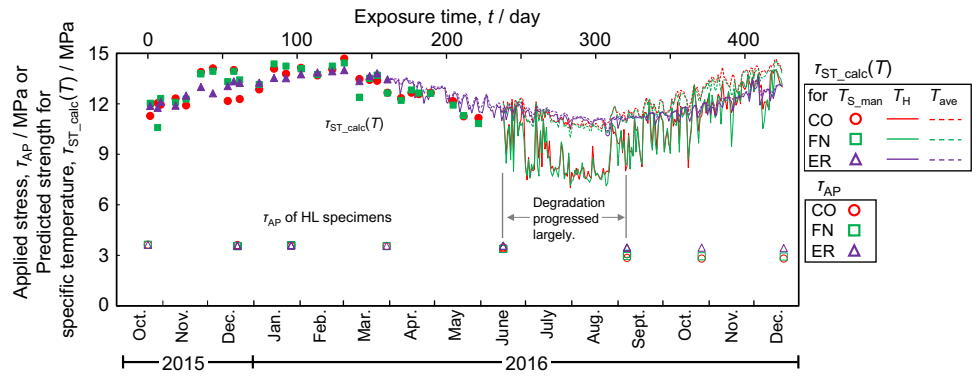 Exposure time, t / day
0 100 200 300 400
Applied stress, τAP / MPa or
Predicted strength for
specific temperature, τST_calc(T) / MPa
15
12
9
6
3
0
τST_calc(T)
τAP of HL specimens
Degradation
progressed
largely.
Oct. Nov. Dec. Jan. Feb. Mar. Apr. May June July Aug. Sept. Oct. Nov. Dec.
2015 2016
τST_calc(T)
for TS_man TH Tave
CO
FN
ER
τAP
CO
FN
ER